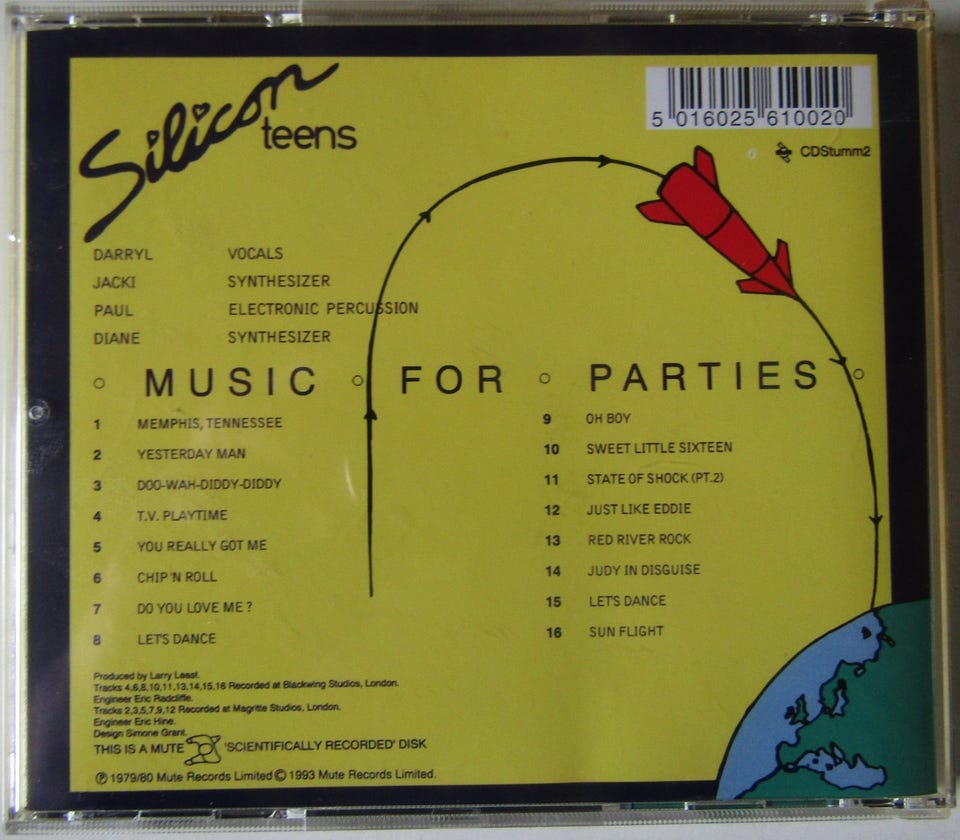 Silicon
teens
5 016025 610020
CDStumm2
DARRYL VOCALS
JACKI SYNTHESIZER
PAUL ELECTRONIC PERCUSSION
DIANE SYNTHESIZER
MUSIC FOR PARTIES
1 MEMPHIS, TENNESSEE
2 YESTERDAY MAN
3 DOO-WAH-DIDDY-DIDDY
4 T.V. PLAYTIME
5 YOU REALLY GOT ME
6 CHIP 'N ROLL
7 DO YOU LOVE ME?
8 LET'S DANCE
9 OH BOY
10 SWEET LITTLE SIXTEEN
11 STATE OF SHOCK (PT.2)
12 JUST LIKE EDDIE
13 RED RIVER ROCK
14 JUDY IN DISGUISE
15 LET'S DANCE
16 SUN FLIGHT
Produced by Larry Least.
Tracks 4,6,8,10,11,13,14,15,16 Recorded at Blackwing Studios, London.
Engineer Eric Radcliffe.
Tracks 2,3,5,7,9,12 Recorded at Magritte Studios, London.
Engineer Eric Hine.
Design Simone Grant.
THIS IS A MUTE 'SCIENTIFICALLY RECORDED' DISK
℗ 1979/80 Mute Records Limited © 1993 Mute Records Limited.